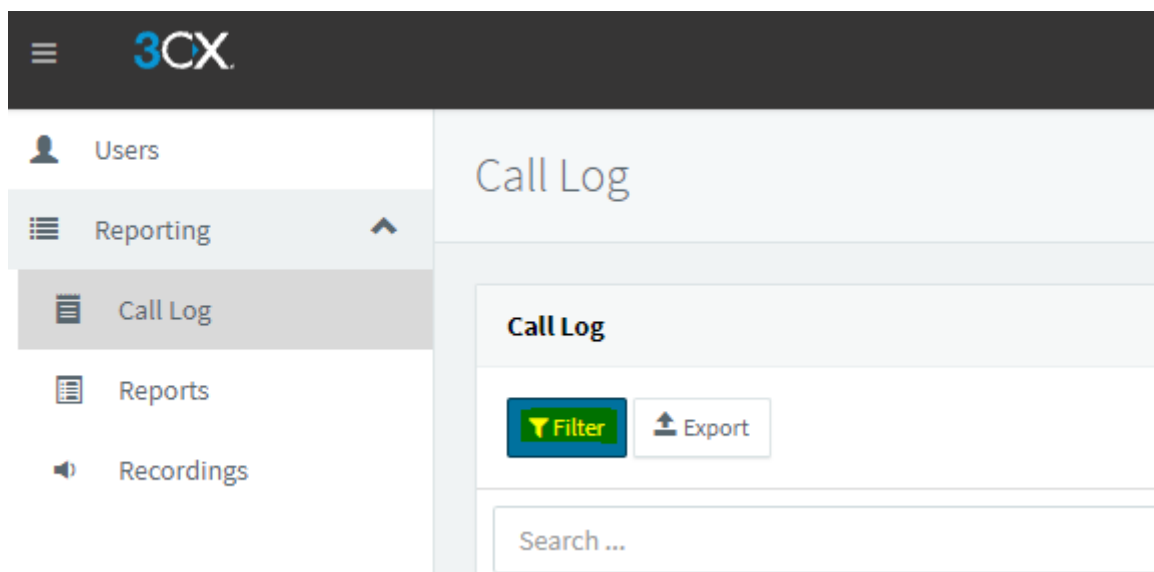 3CX.
Users
Reporting
Call Log
Reports
Recordings
Call Log
Call Log
Filter
Export
Search ...